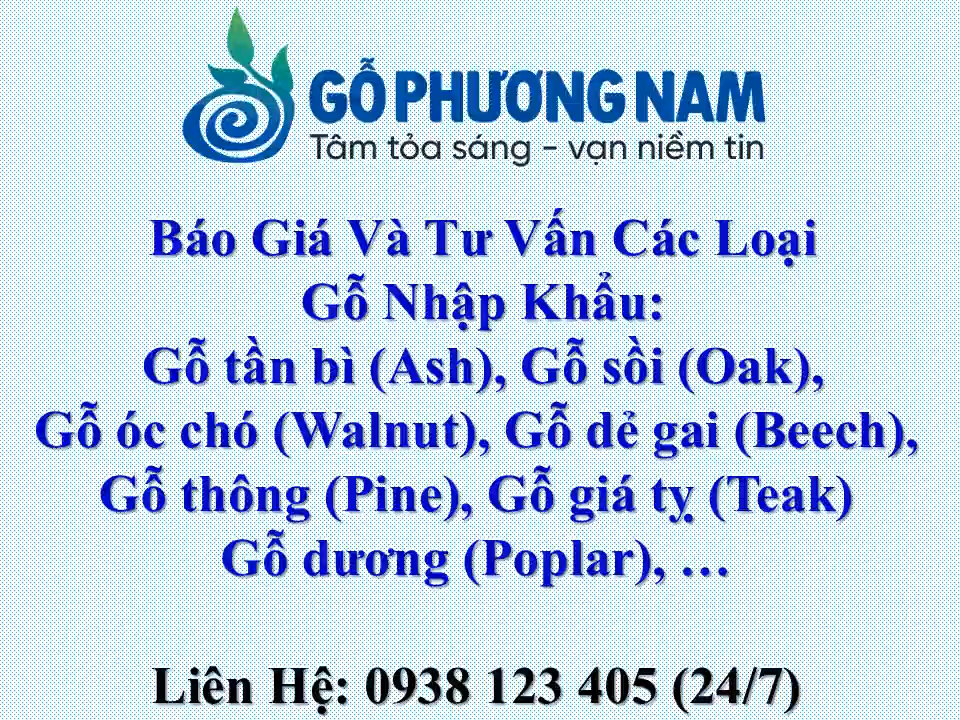 GỖ PHƯƠNG NAM
Tâm tỏa sáng - vạn niềm tin
Báo Giá Và Tư Vấn Các Loại
Gỗ Nhập Khẩu:
Gỗ tần bì (Ash), Gỗ sồi (Oak),
Gỗ óc chó (Walnut), Gỗ dẻ gai (Beech),
Gỗ thông (Pine), Gỗ giá tỵ (Teak)
Gỗ dương (Poplar), …
Liên Hệ: 0938 123 405 (24/7)